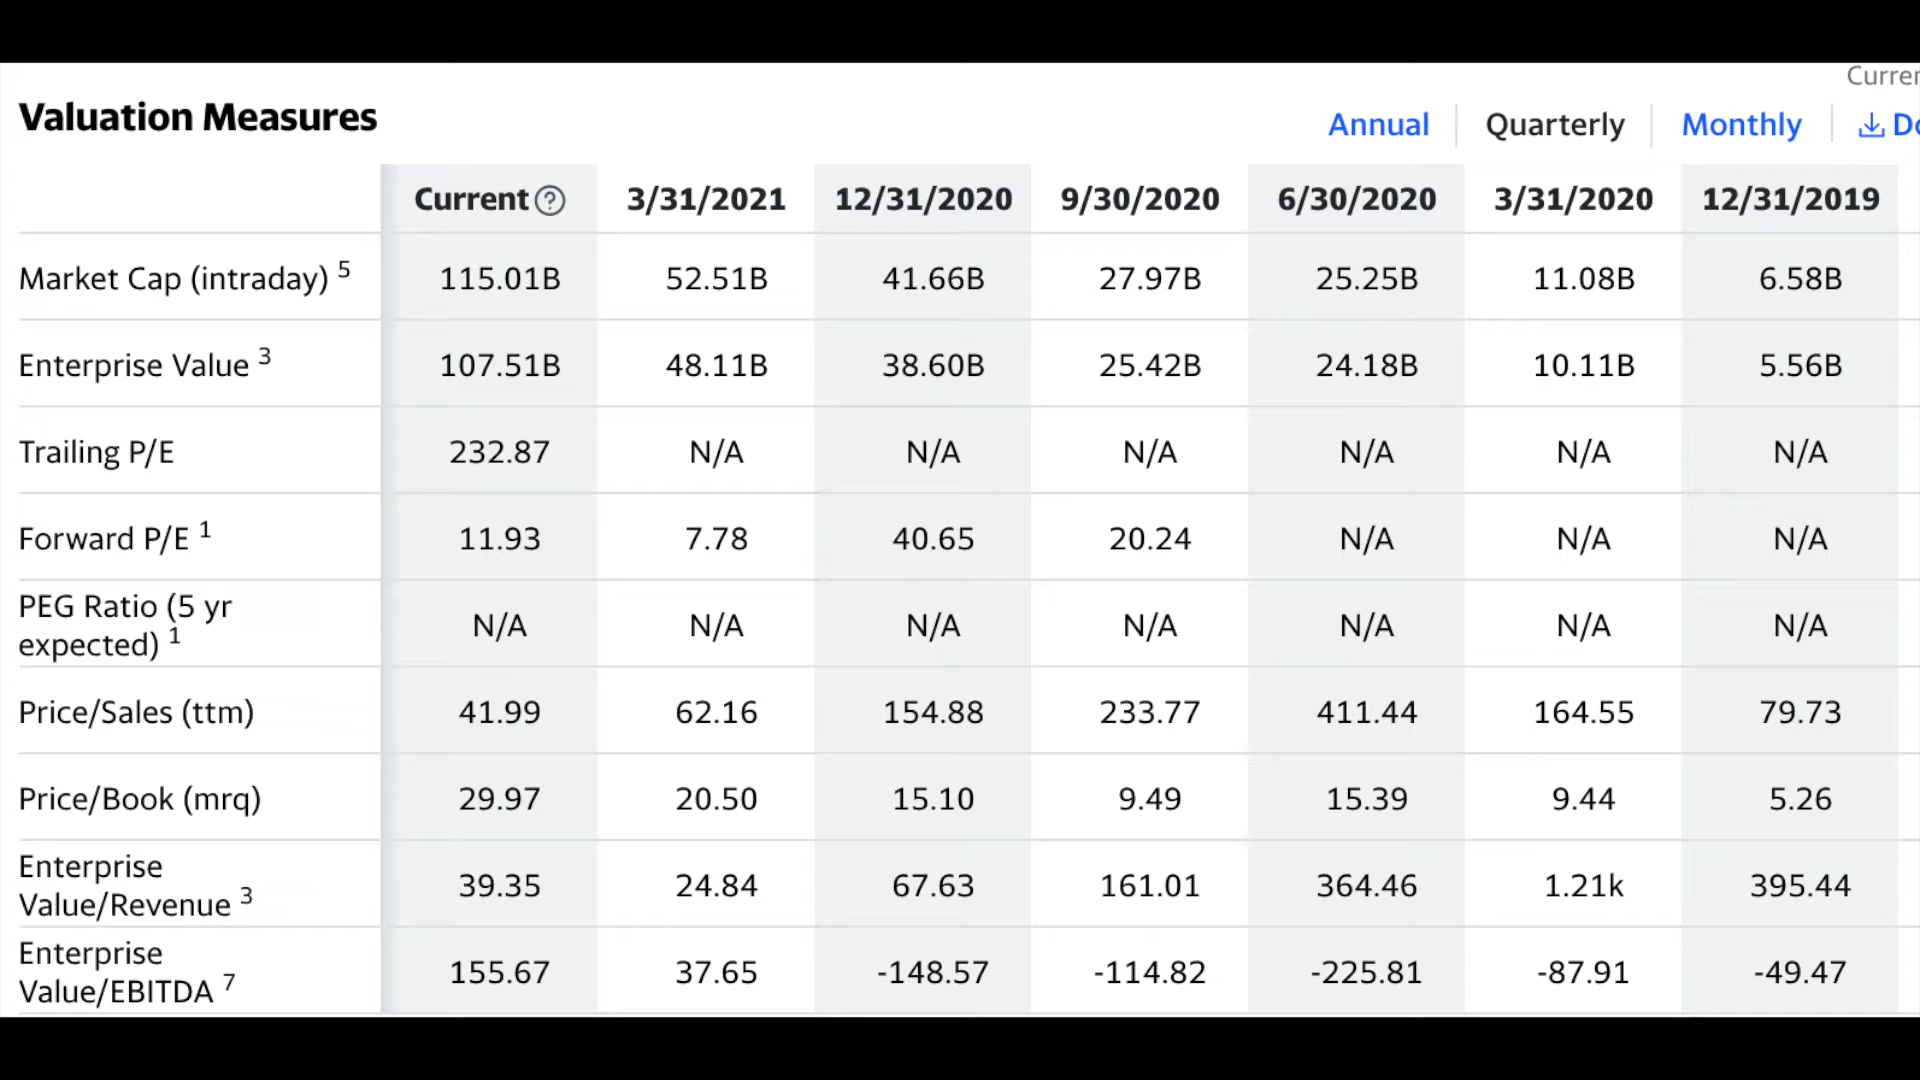 Curren
Valuation Measures
Annual Quarterly Monthly Do
Current ? 3/31/2021 12/31/2020 9/30/2020 6/30/2020 3/31/2020 12/31/2019
Market Cap (intraday) 5 115.01B 52.51B 41.66B 27.97B 25.25B 11.08B 6.58B
Enterprise Value 3 107.51B 48.11B 38.60B 25.42B 24.18B 10.11B 5.56B
Trailing P/E 232.87 N/A N/A N/A N/A N/A N/A
Forward P/E 1 11.93 7.78 40.65 20.24 N/A N/A N/A
PEG Ratio (5 yr
expected) 1 N/A N/A N/A N/A N/A N/A N/A
Price/Sales (ttm) 41.99 62.16 154.88 233.77 411.44 164.55 79.73
Price/Book (mrq) 29.97 20.50 15.10 9.49 15.39 9.44 5.26
Enterprise
Value/Revenue 3 39.35 24.84 67.63 161.01 364.46 1.21k 395.44
Enterprise
Value/EBITDA 7 155.67 37.65 -148.57 -114.82 -225.81 -87.91 -49.47